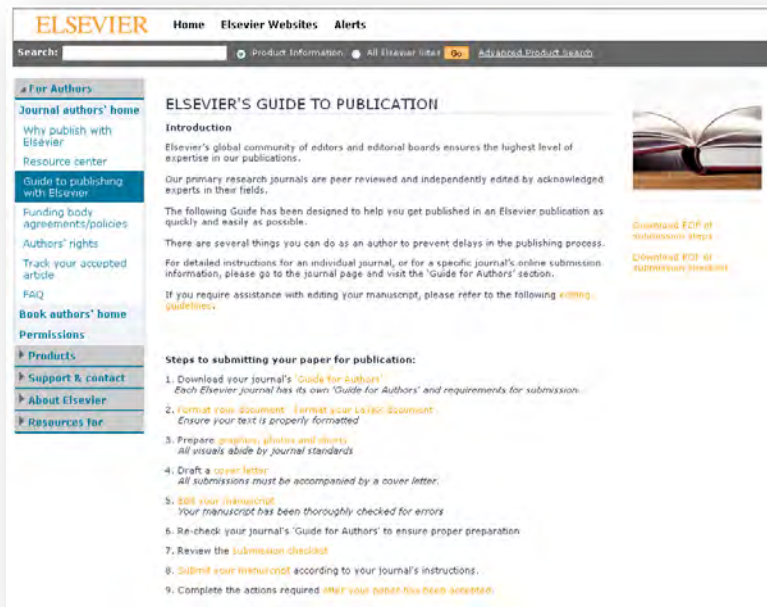 ELSEVIER
Home Elsevier Websites Alerts
Search: Product Information All Elsevier Sites Go Advanced Product Search
For Authors
Journal authors' home
Why publish with
Elsevier
Resource center
Guide to publishing
with Elsevier
Funding body
agreements/policies
Authors' rights
Track your accepted
article
FAQ
Book authors' home
Permissions
Products
Support & contact
About Elsevier
Resources for
ELSEVIER'S GUIDE TO PUBLICATION
Introduction
Elsevier's global community of editors and editorial boards ensures the highest level of
expertise in our publications.
Our primary research journals are peer reviewed and independently edited by acknowledged
experts in their fields.
The following Guide has been designed to help you get published in an Elsevier publication as
quickly and easily as possible.
There are several things you can do as an author to prevent delays in the publishing process.
For detailed instructions for an individual journal, or for a specific journal's online submission
information, please go to the journal page and visit the 'Guide for Authors' section.
If you require assistance with editing your manuscript, please refer to the following editing
guidelines.
Steps to submitting your paper for publication:
1. Download your journal's 'Guide for Authors'
Each Elsevier journal has its own 'Guide for Authors' and requirements for submission.
2. Format your document Format your LaTex document
Ensure your text is properly formatted
3. Prepare graphics, photos and sheets
All visuals abide by journal standards
4. Draft a cover letter
All submissions must be accompanied by a cover letter.
5. Edit your manuscript
Your manuscript has been thoroughly checked for errors
6. Re-check your journal's 'Guide for Authors' to ensure proper preparation
7. Review the submission checklist
8. Submit your manuscript according to your journal's instructions.
9. Complete the actions required after your paper has been accepted.
Download PDF of
submission steps
Download PDF of
submission checklist